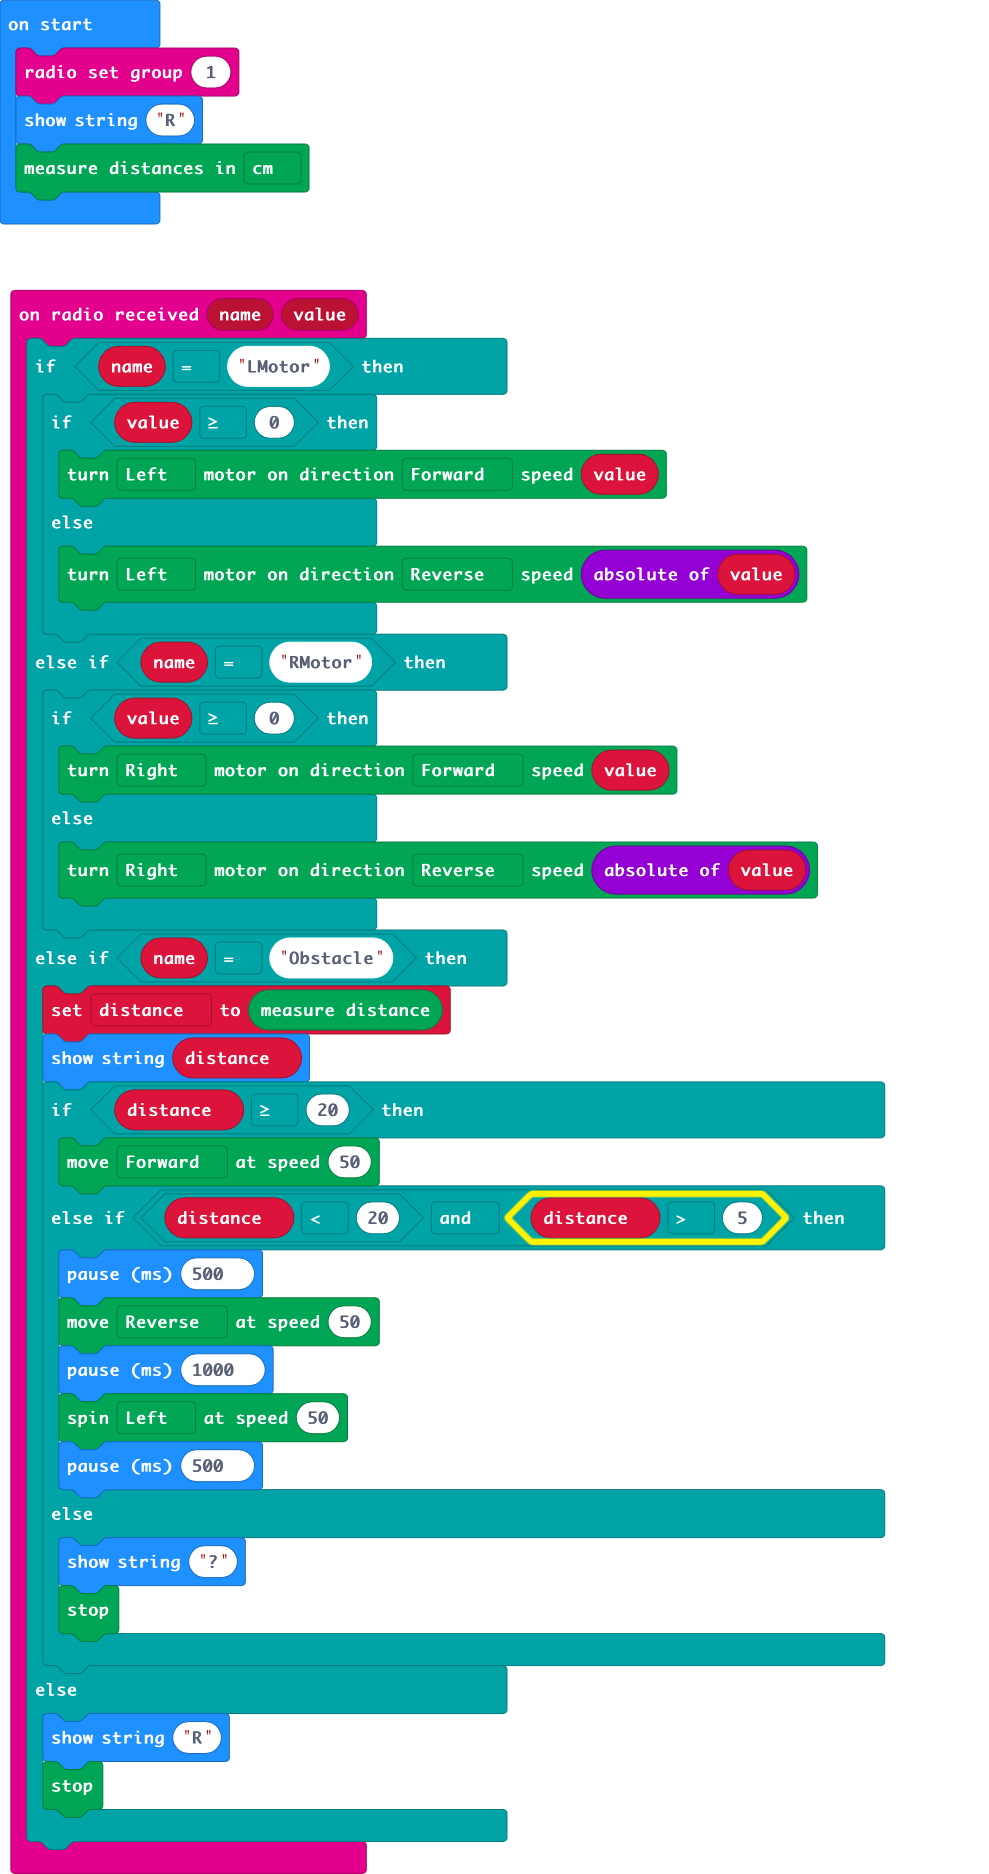 on start
radio set group 1
show string "R"
measure distances in cm
on radio received name value
if name = "LMotor" then
if value ≥ 0 then
turn Left motor on direction Forward speed value
else
turn Left motor on direction Reverse speed absolute of value
else if name = "RMotor" then
if value ≥ 0 then
turn Right motor on direction Forward speed value
else
turn Right motor on direction Reverse speed absolute of value
else if name = "Obstacle" then
set distance to measure distance
show string distance
if distance ≥ 20 then
move Forward at speed 50
else if distance < 20 and distance > 5 then
pause (ms) 500
move Reverse at speed 50
pause (ms) 1000
spin Left at speed 50
pause (ms) 500
else
show string "?"
stop
else
show string "R"
stop